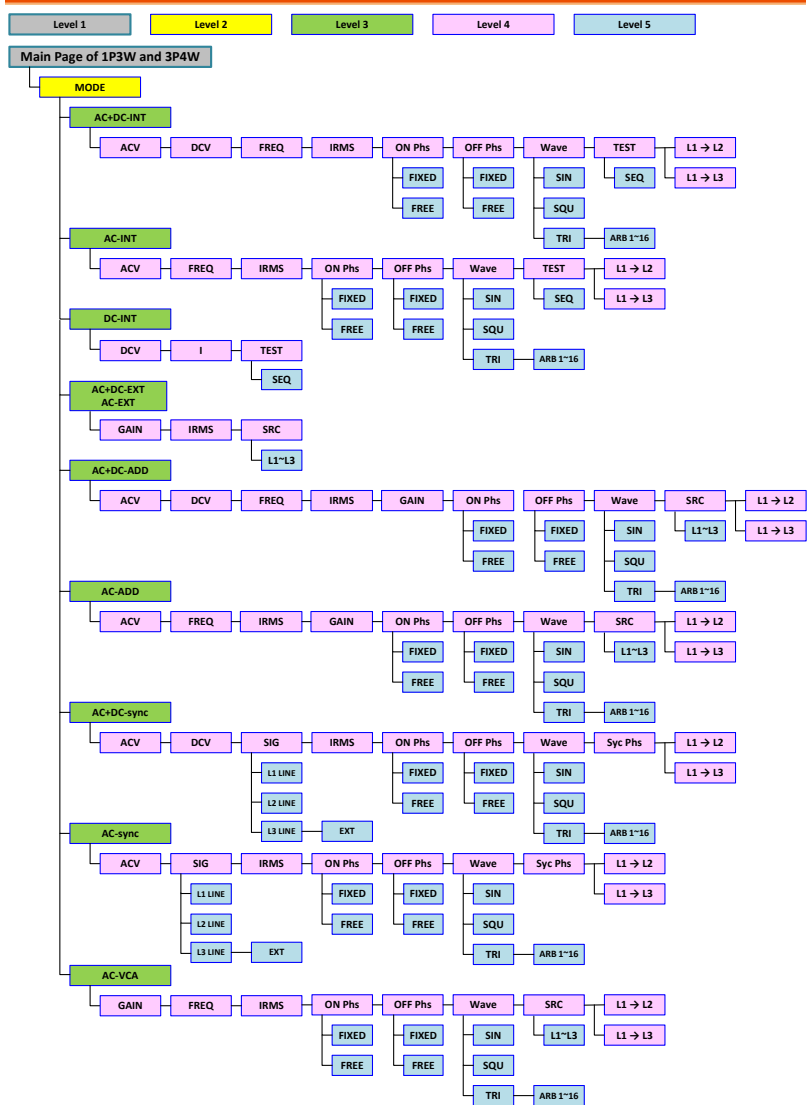 Level 1 Level 2 Level 3 Level 4 Level 5
Main Page of 1P3W and 3P4W
MODE
AC+DC-INT
ACV DCV FREQ IRMS ON Phs OFF Phs Wave TEST L1 → L2
FIXED FIXED SIN SEQ L1 → L3
FREE FREE SQU
TRI ARB 1~16
AC-INT
ACV FREQ IRMS ON Phs OFF Phs Wave TEST L1 → L2
FIXED FIXED SIN SEQ L1 → L3
FREE FREE SQU
TRI ARB 1~16
DC-INT
DCV I TEST
SEQ
AC+DC-EXT
AC-EXT
GAIN IRMS SRC
L1~L3
AC+DC-ADD
ACV DCV FREQ IRMS GAIN ON Phs OFF Phs Wave SRC L1 → L2
FIXED FIXED SIN L1~L3 L1 → L3
FREE FREE SQU
TRI ARB 1~16
AC-ADD
ACV FREQ IRMS GAIN ON Phs OFF Phs Wave SRC L1 → L2
FIXED FIXED SIN L1~L3 L1 → L3
FREE FREE SQU
TRI ARB 1~16
AC+DC-sync
ACV DCV SIG IRMS ON Phs OFF Phs Wave Syc Phs L1 → L2
L1 LINE FIXED FIXED SIN L1 → L3
L2 LINE FREE FREE SQU
L3 LINE EXT TRI ARB 1~16
AC-sync
ACV SIG IRMS ON Phs OFF Phs Wave Syc Phs L1 → L2
L1 LINE FIXED FIXED SIN L1 → L3
L2 LINE FREE FREE SQU
L3 LINE EXT TRI ARB 1~16
AC-VCA
GAIN FREQ IRMS ON Phs OFF Phs Wave SRC L1 → L2
FIXED FIXED SIN L1~L3 L1 → L3
FREE FREE SQU
TRI ARB 1~16